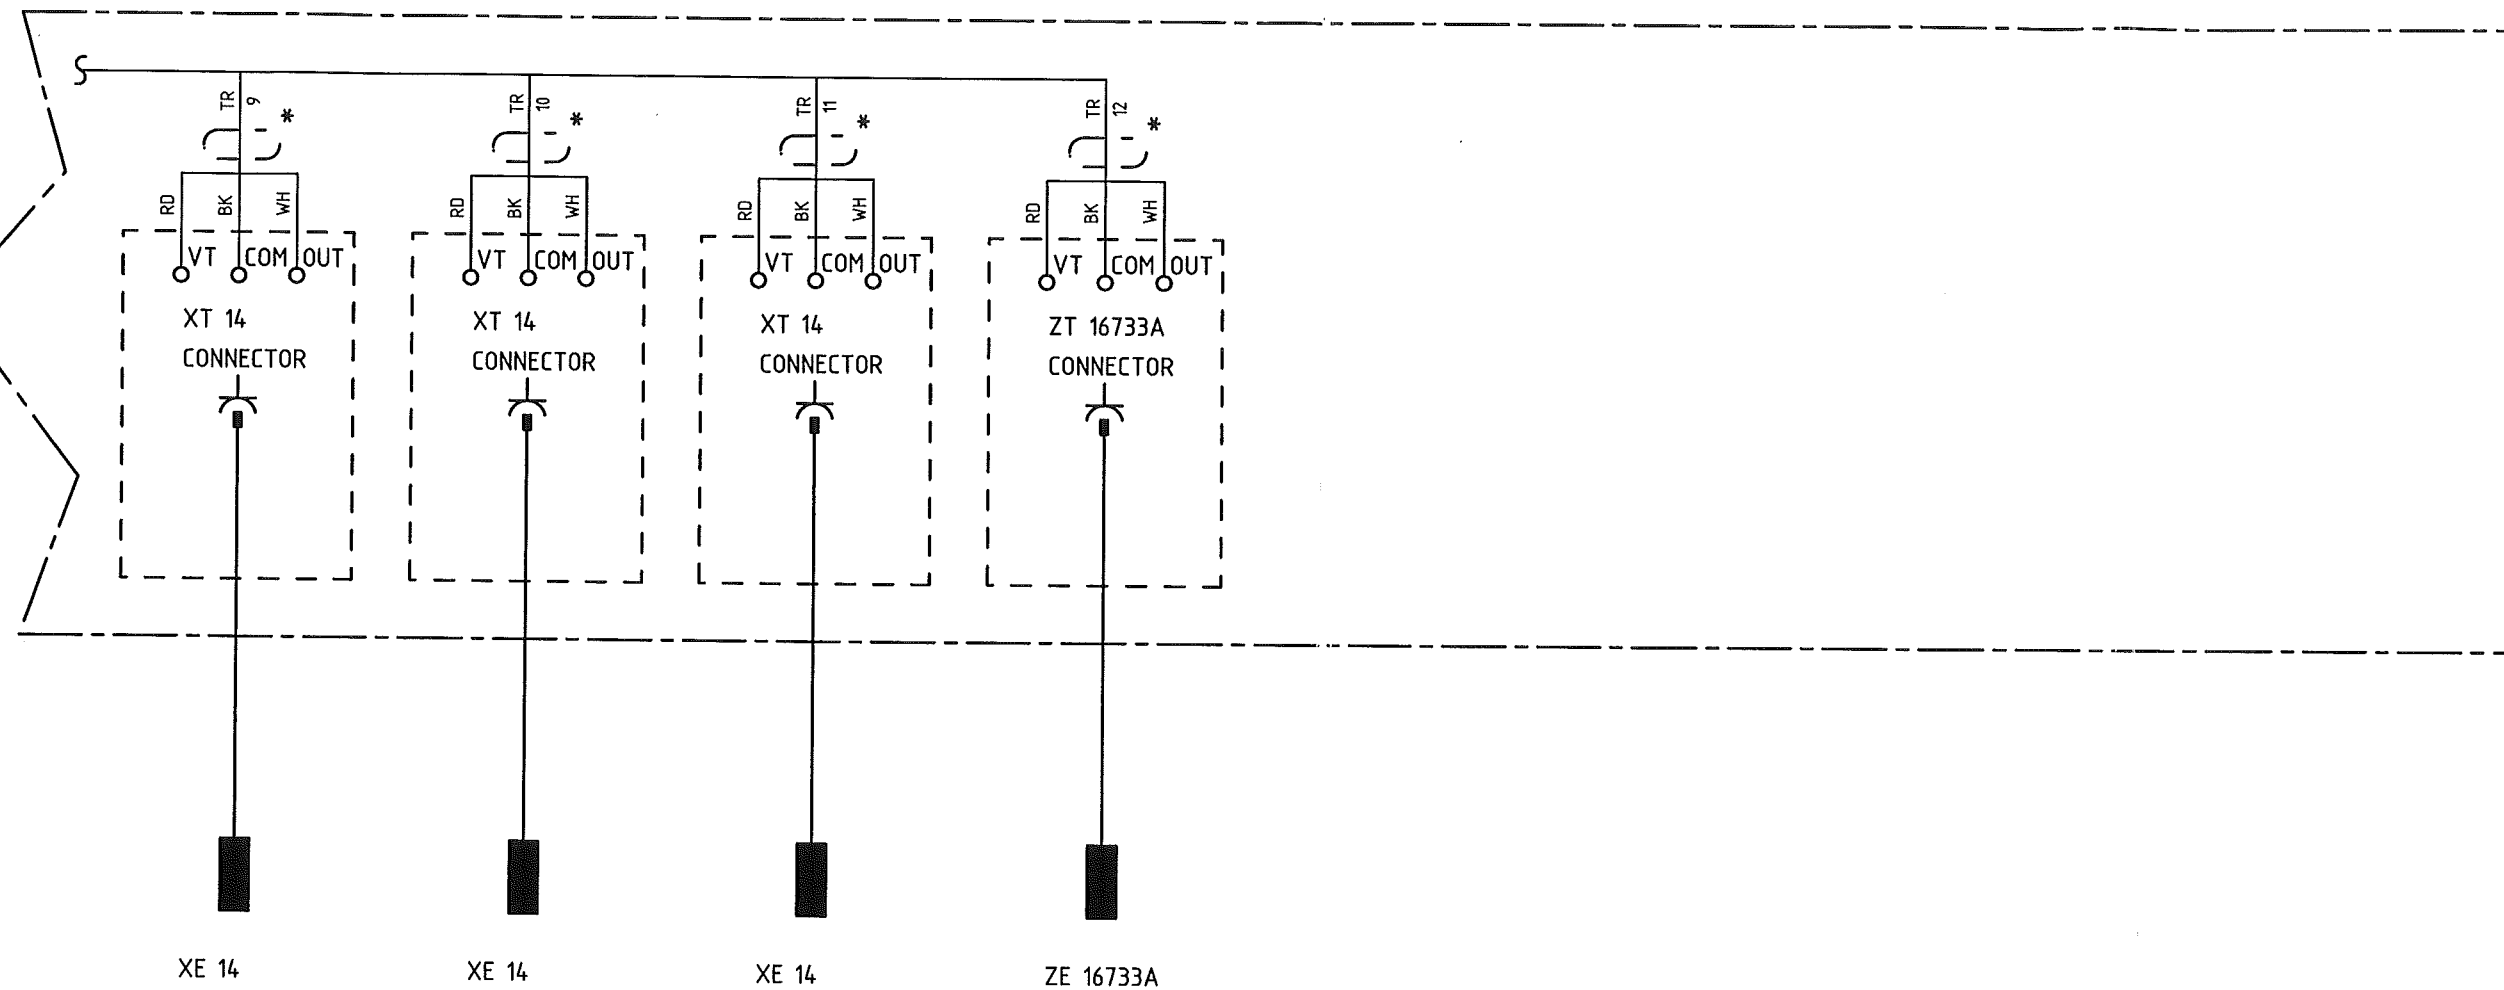 TR 9 * TR 10 * TR 11 * TR 12 *
RD BK WH RD BK WH RD BK WH RD BK WH
VT COM OUT VT COM OUT VT COM OUT VT COM OUT
XT 14 XT 14 XT 14 ZT 16733A
CONNECTOR CONNECTOR CONNECTOR CONNECTOR
XE 14 XE 14 XE 14 ZE 16733A